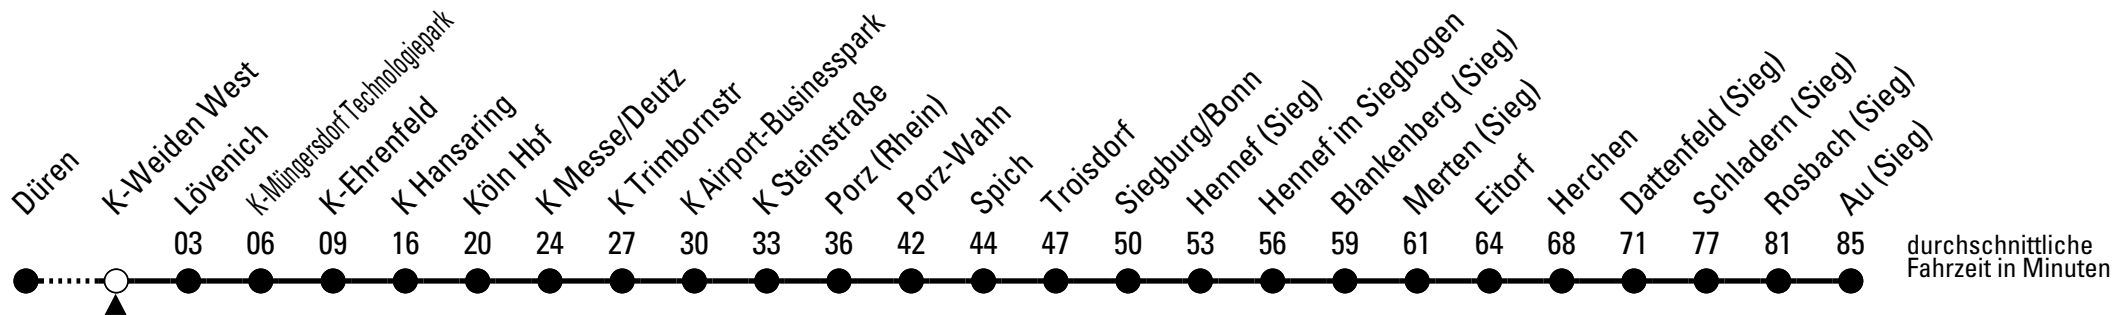 Düren
K-Weiden West
Lövenich
K-Müngersdorf Technologiepark
K-Ehrenfeld
K Hansaring
Köln Hbf
K Messe/Deutz
K Trimbornstr
K Airport-Businesspark
K Steinstraße
Porz (Rhein)
Porz-Wahn
Spich
Troisdorf
Siegburg/Bonn
Hennef (Sieg)
Hennef im Siegbogen
Blankenberg (Sieg)
Merten (Sieg)
Eitorf
Herchen
Dattenfeld (Sieg)
Schladern (Sieg)
Rosbach (Sieg)
Au (Sieg)
03 06 09 16 20 24 27 30 33 36 42 44 47 50 53 56 59 61 64 68 71 77 81 85
durchschnittliche
Fahrzeit in Minuten